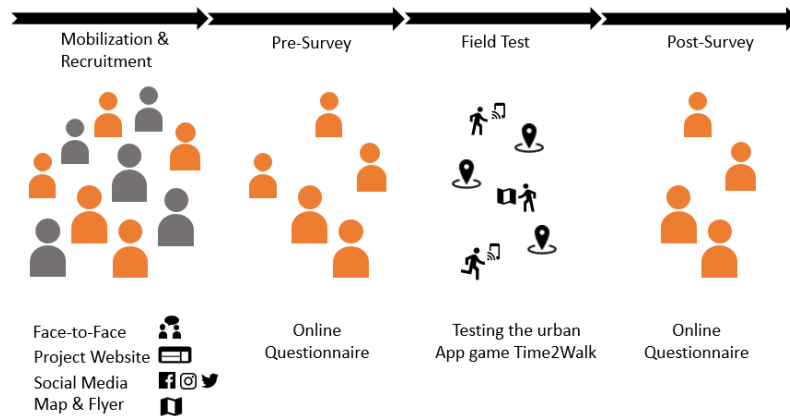 Mobilization &
Recruitment
Pre-Survey
Field Test
Post-Survey
Face-to-Face
Project Website
Social Media
Map & Flyer
Online
Questionnaire
Testing the urban
App game Time2Walk
Online
Questionnaire